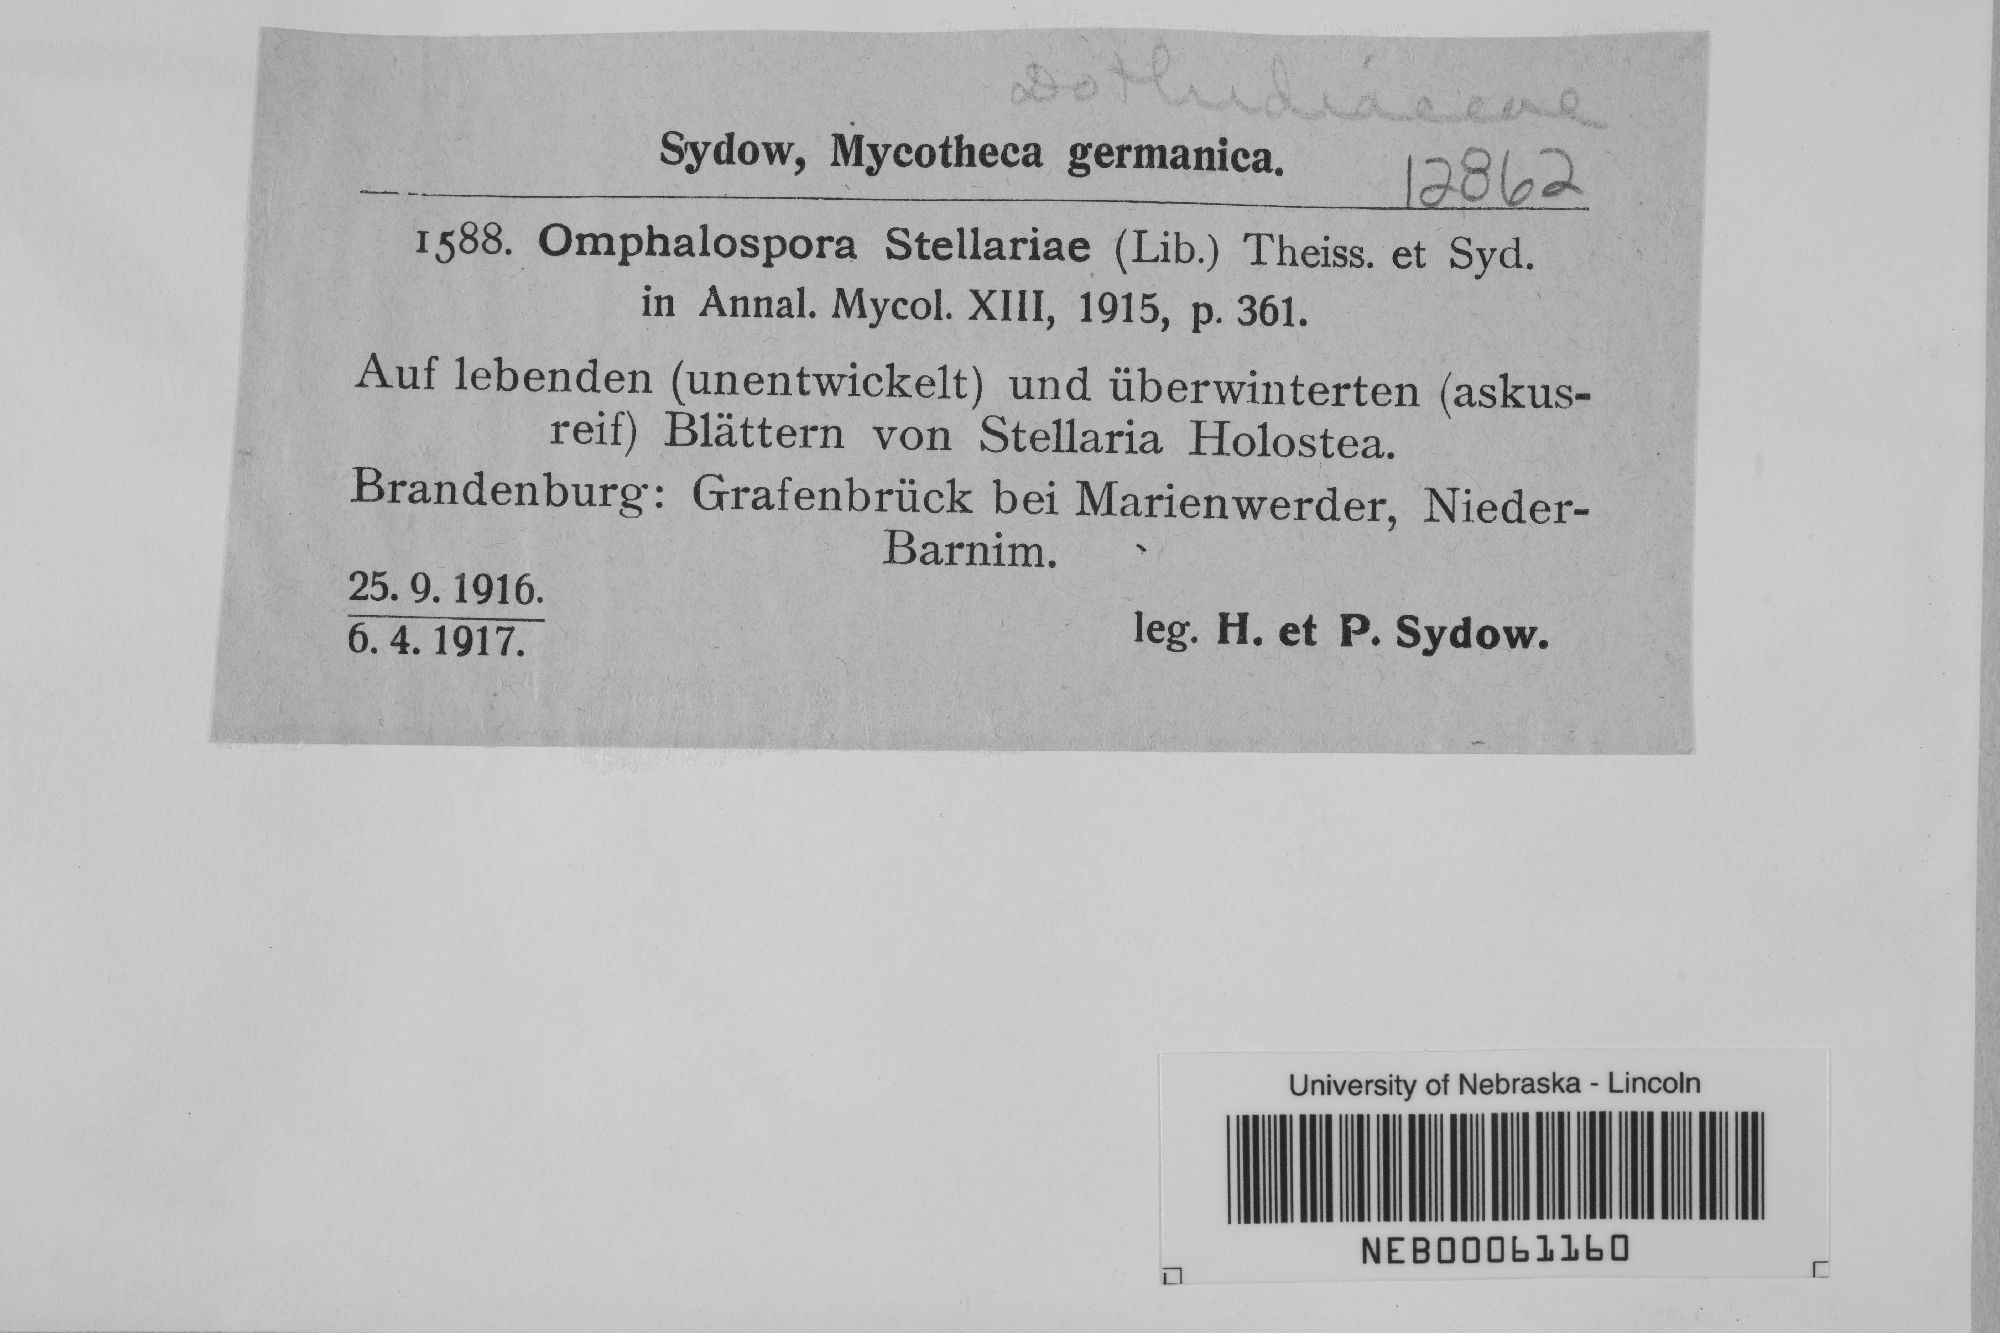 Dothidiaceae
Sydow, Mycotheca germanica.
12862
1588. Omphalospora Stellariae (Lib.) Theiss. et Syd.
in Annal. Mycol. XIII, 1915, p. 361.
Auf lebenden (unentwickelt) und überwinterten (askus-
reif) Blättern von Stellaria Holostea.
Brandenburg: Grafenbrück bei Marienwerder, Nieder-
Barnim.
25. 9. 1916.
6. 4. 1917.
leg. H. et P. Sydow.
University of Nebraska - Lincoln
NEB00061160